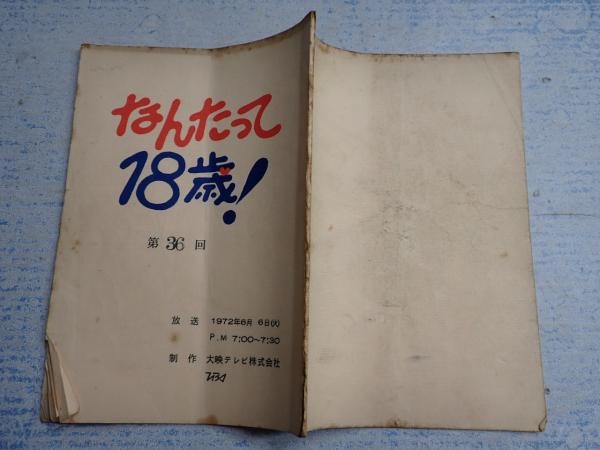 なんたって
18歳!
第36回
放送 1972年6月6日(火)
P.M 7:00～7:30
制作 大映テレビ株式会社
TBS